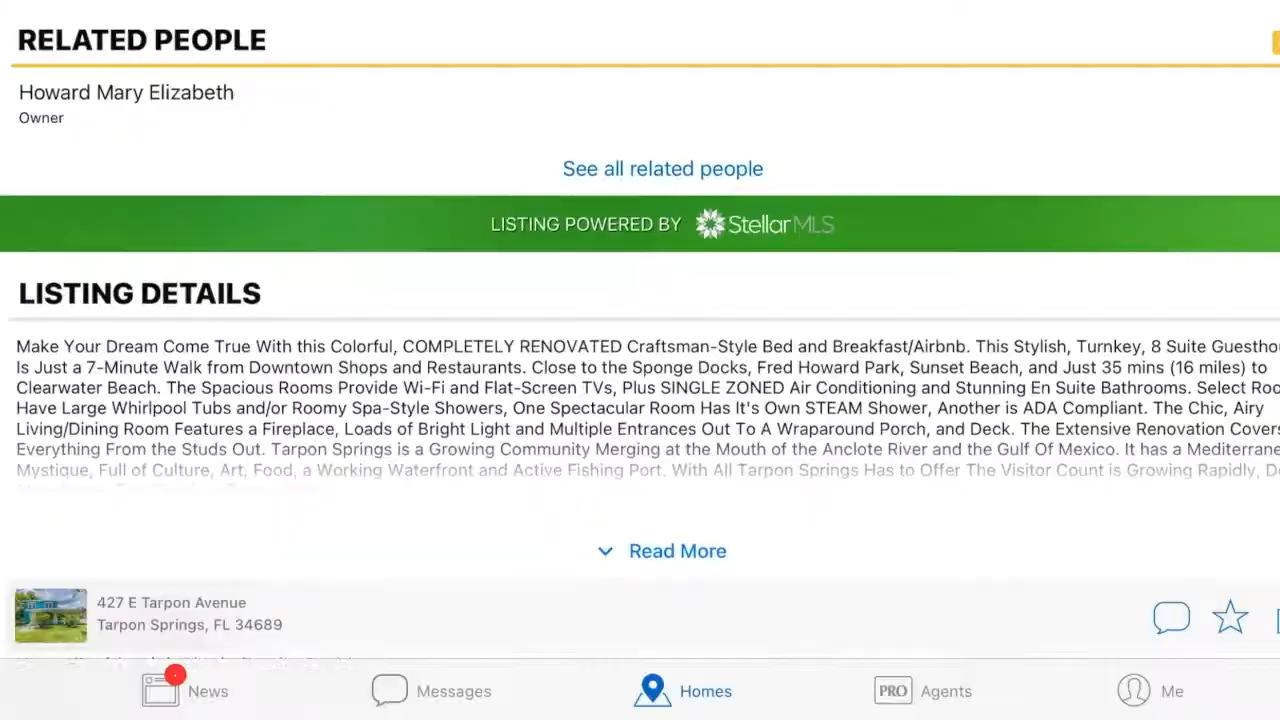 RELATED PEOPLE
Howard Mary Elizabeth
Owner
See all related people
LISTING POWERED BY StellarMLS
LISTING DETAILS
Make Your Dream Come True With this Colorful, COMPLETELY RENOVATED Craftsman-Style Bed and Breakfast/Airbnb. This Stylish, Turnkey, 8 Suite
Is Just a 7-Minute Walk from Downtown Shops and Restaurants. Close to the Sponge Docks, Fred Howard Park, Sunset Beach, and Just 35 mins (16 miles) to
Clearwater Beach. The Spacious Rooms Provide Wi-Fi and Flat-Screen TVs, Plus SINGLE ZONED Air Conditioning and Stunning En Suite Bathrooms. Select
Have Large Whirlpool Tubs and/or Roomy Spa-Style Showers, One Spectacular Room Has It's Own STEAM Shower, Another is ADA Compliant. The Chic, Airy
Living/Dining Room Features a Fireplace, Loads of Bright Light and Multiple Entrances Out To A Wraparound Porch, and Deck. The Extensive Renovation
Everything From the Studs Out. Tarpon Springs is a Growing Community Merging at the Mouth of the Anclote River and the Gulf Of Mexico. It has a
Mystique, Full of Culture, Art, Food, a Working Waterfront and Active Fishing Port. With All Tarpon Springs Has to Offer The Visitor Count is Growing Rapidly,
Read More
427 E Tarpon Avenue
Tarpon Springs, FL 34689
News
Messages
Homes
PRO Agents
Me